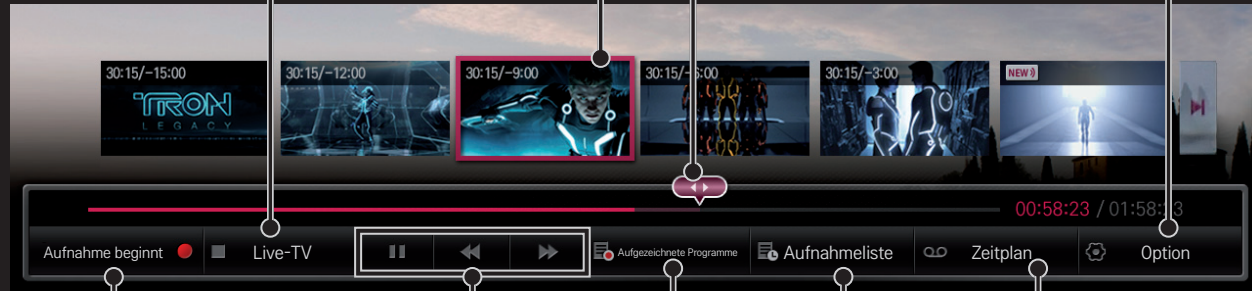 30:15/-15:00
30:15/-12:00
30:15/-9:00
30:15/-6:00
30:15/-3:00
NEW
TRON
LEGACY
00:58:23 / 01:58:23
Aufnahme beginnt
Live-TV
Aufgezeichnete Programme
Aufnahmeliste
Zeitplan
Option